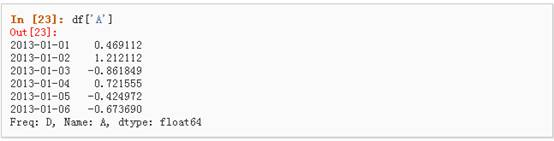 In [23]: df['A']
Out[23]:
2013-01-01    0.469112
2013-01-02    1.212112
2013-01-03   -0.861849
2013-01-04    0.721555
2013-01-05   -0.424972
2013-01-06   -0.673690
Freq: D, Name: A, dtype: float64